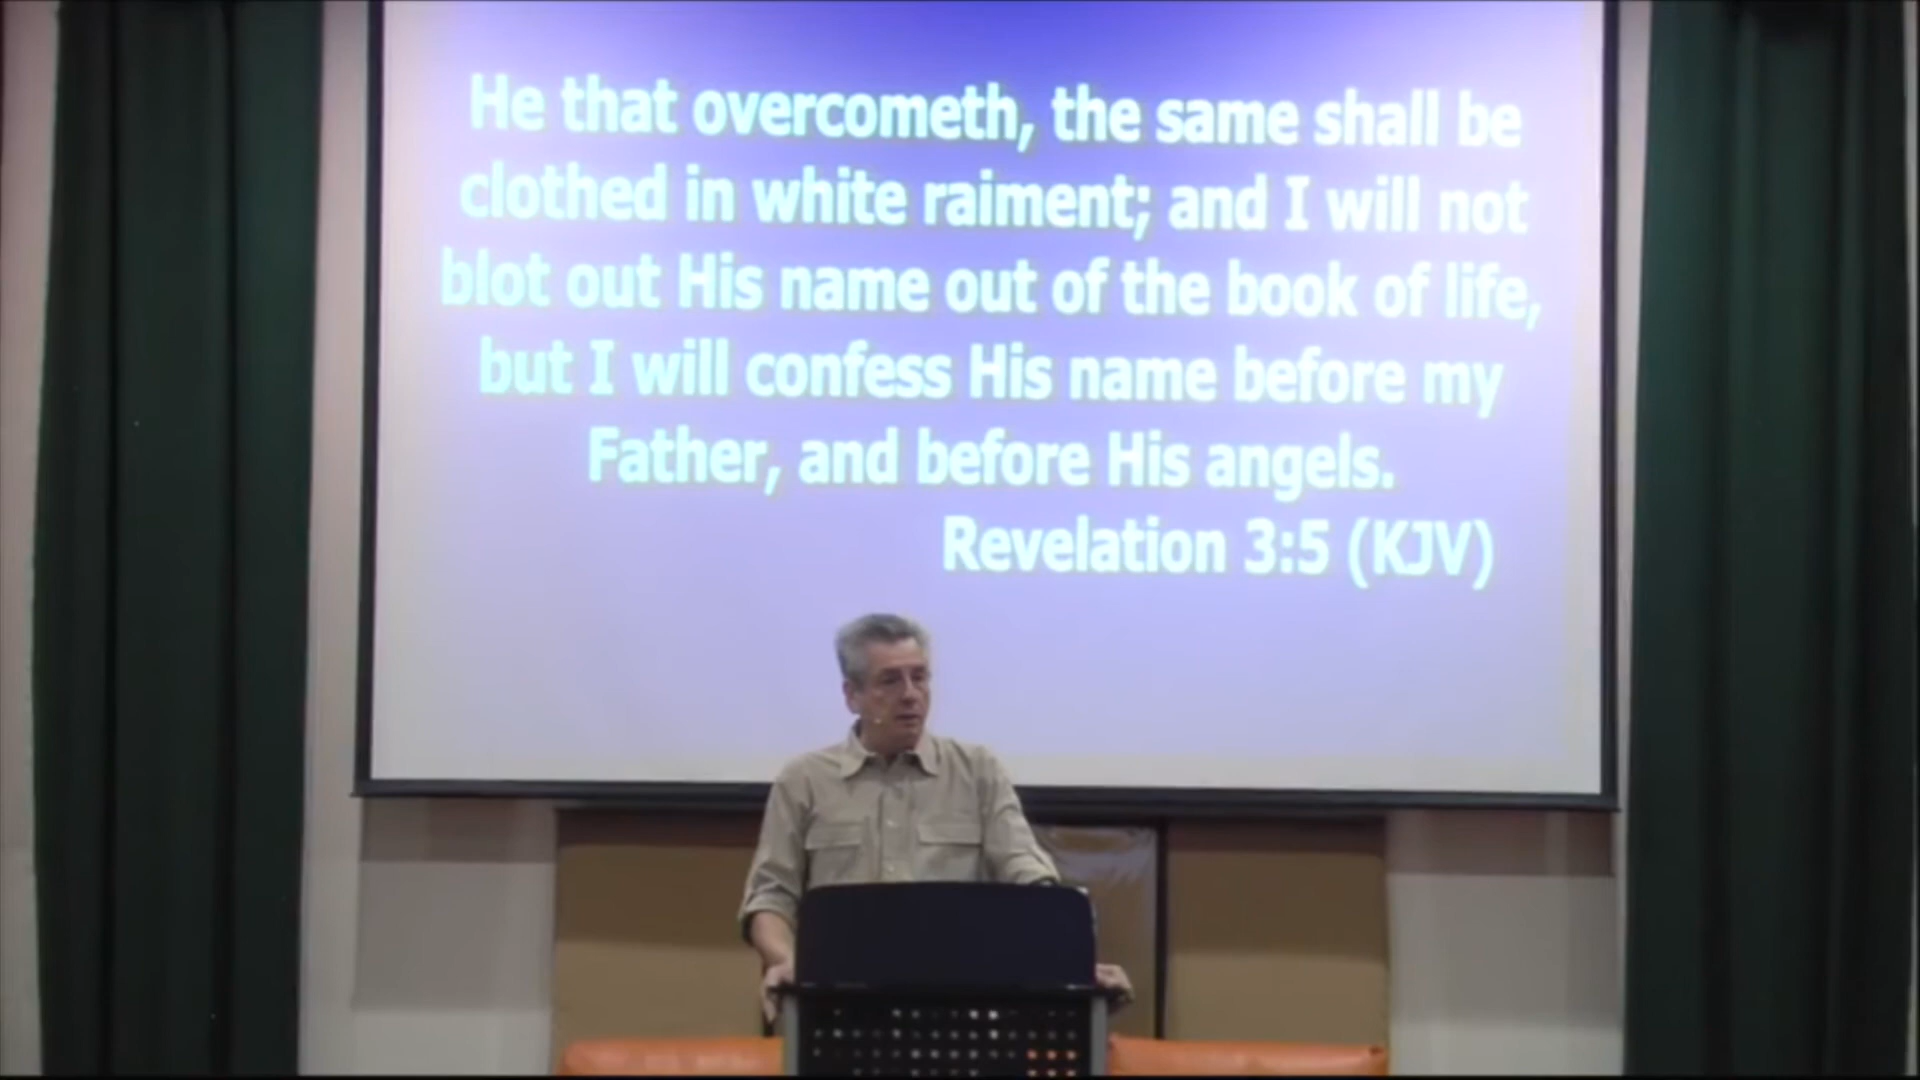 He that overcometh, the same shall be
clothed in white raiment; and I will not
blot out His name out of the book of life,
but I will confess His name before my
Father, and before His angels.
Revelation 3:5 (KJV)